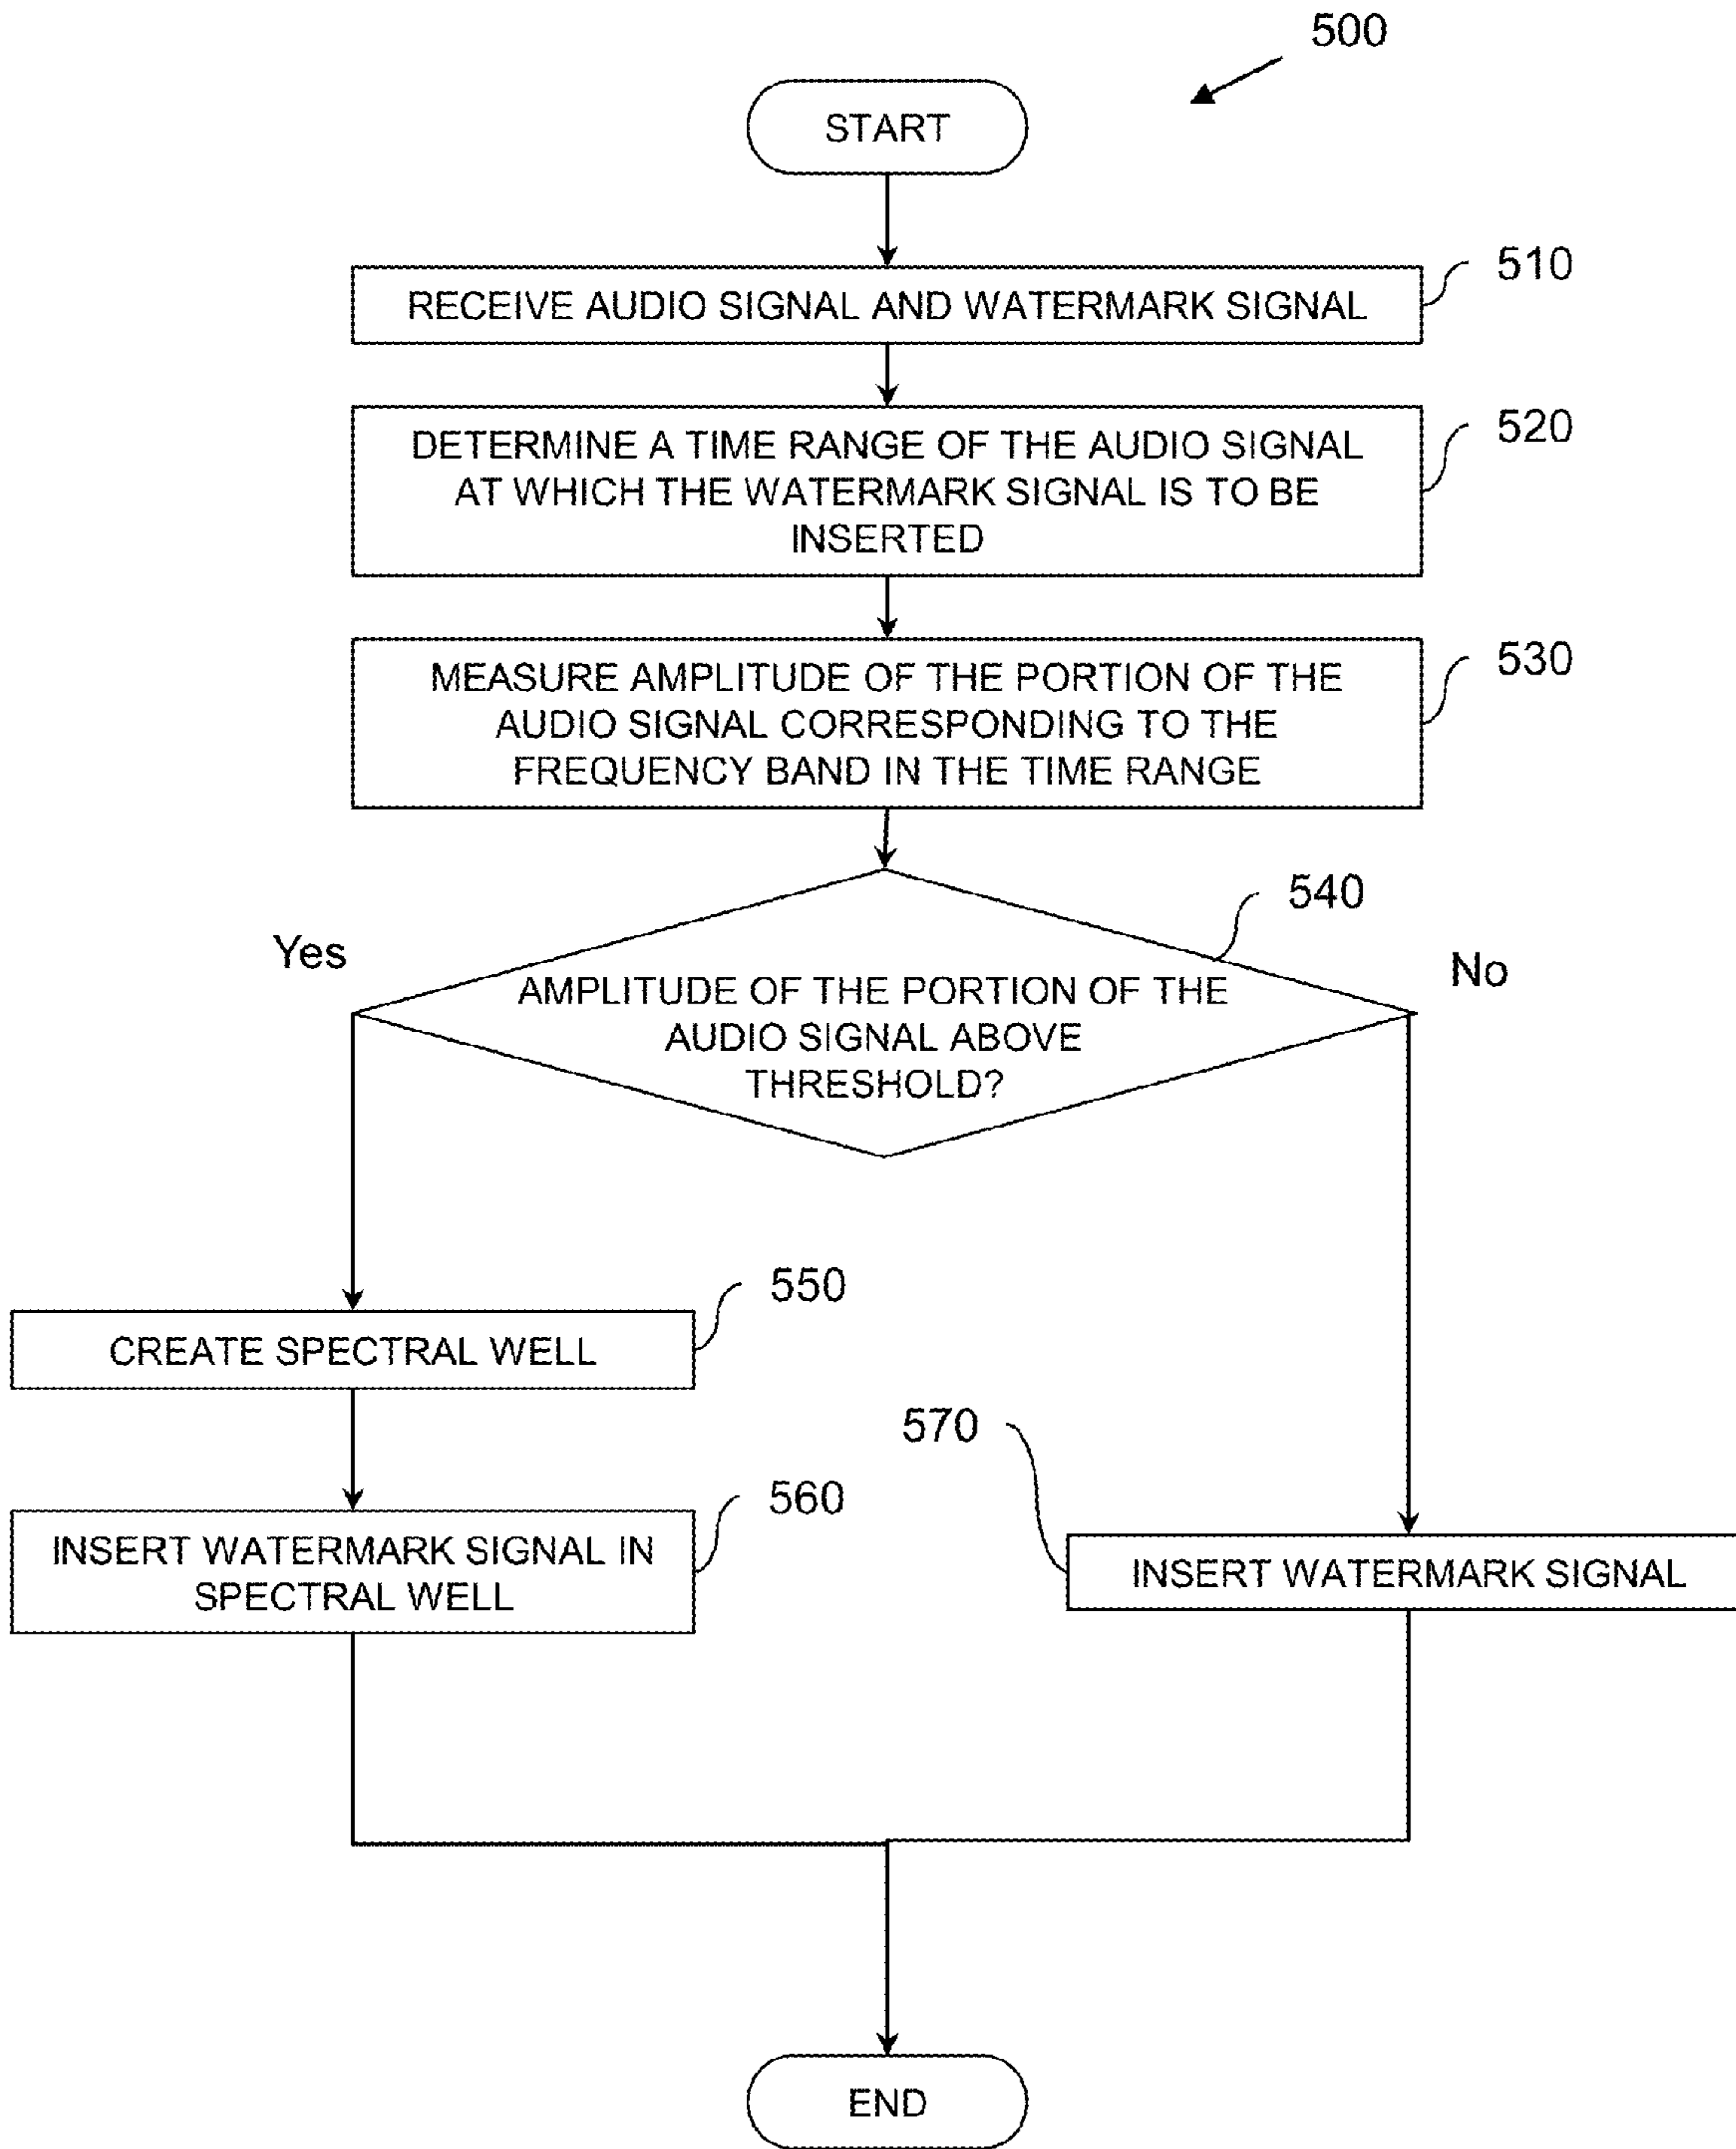 500
START
510
RECEIVE AUDIO SIGNAL AND WATERMARK SIGNAL
520
DETERMINE A TIME RANGE OF THE AUDIO SIGNAL
AT WHICH THE WATERMARK SIGNAL IS TO BE
INSERTED
530
MEASURE AMPLITUDE OF THE PORTION OF THE
AUDIO SIGNAL CORRESPONDING TO THE
FREQUENCY BAND IN THE TIME RANGE
540
Yes
No
AMPLITUDE OF THE PORTION OF THE
AUDIO SIGNAL ABOVE
THRESHOLD?
550
CREATE SPECTRAL WELL
570
560
INSERT WATERMARK SIGNAL IN
SPECTRAL WELL
INSERT WATERMARK SIGNAL
END